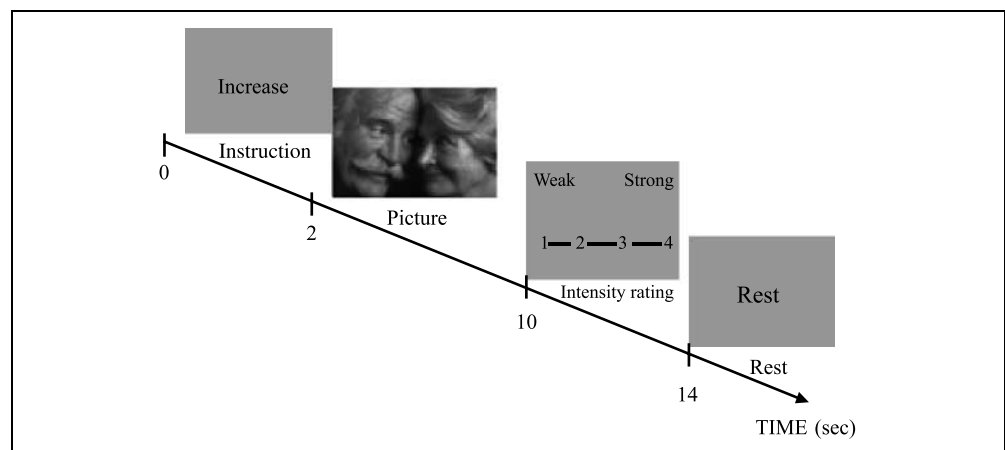 Increase
Instruction
0
Picture
2
Weak Strong
1 2 3 4
Intensity rating
10
Rest
Rest
14
TIME (sec)